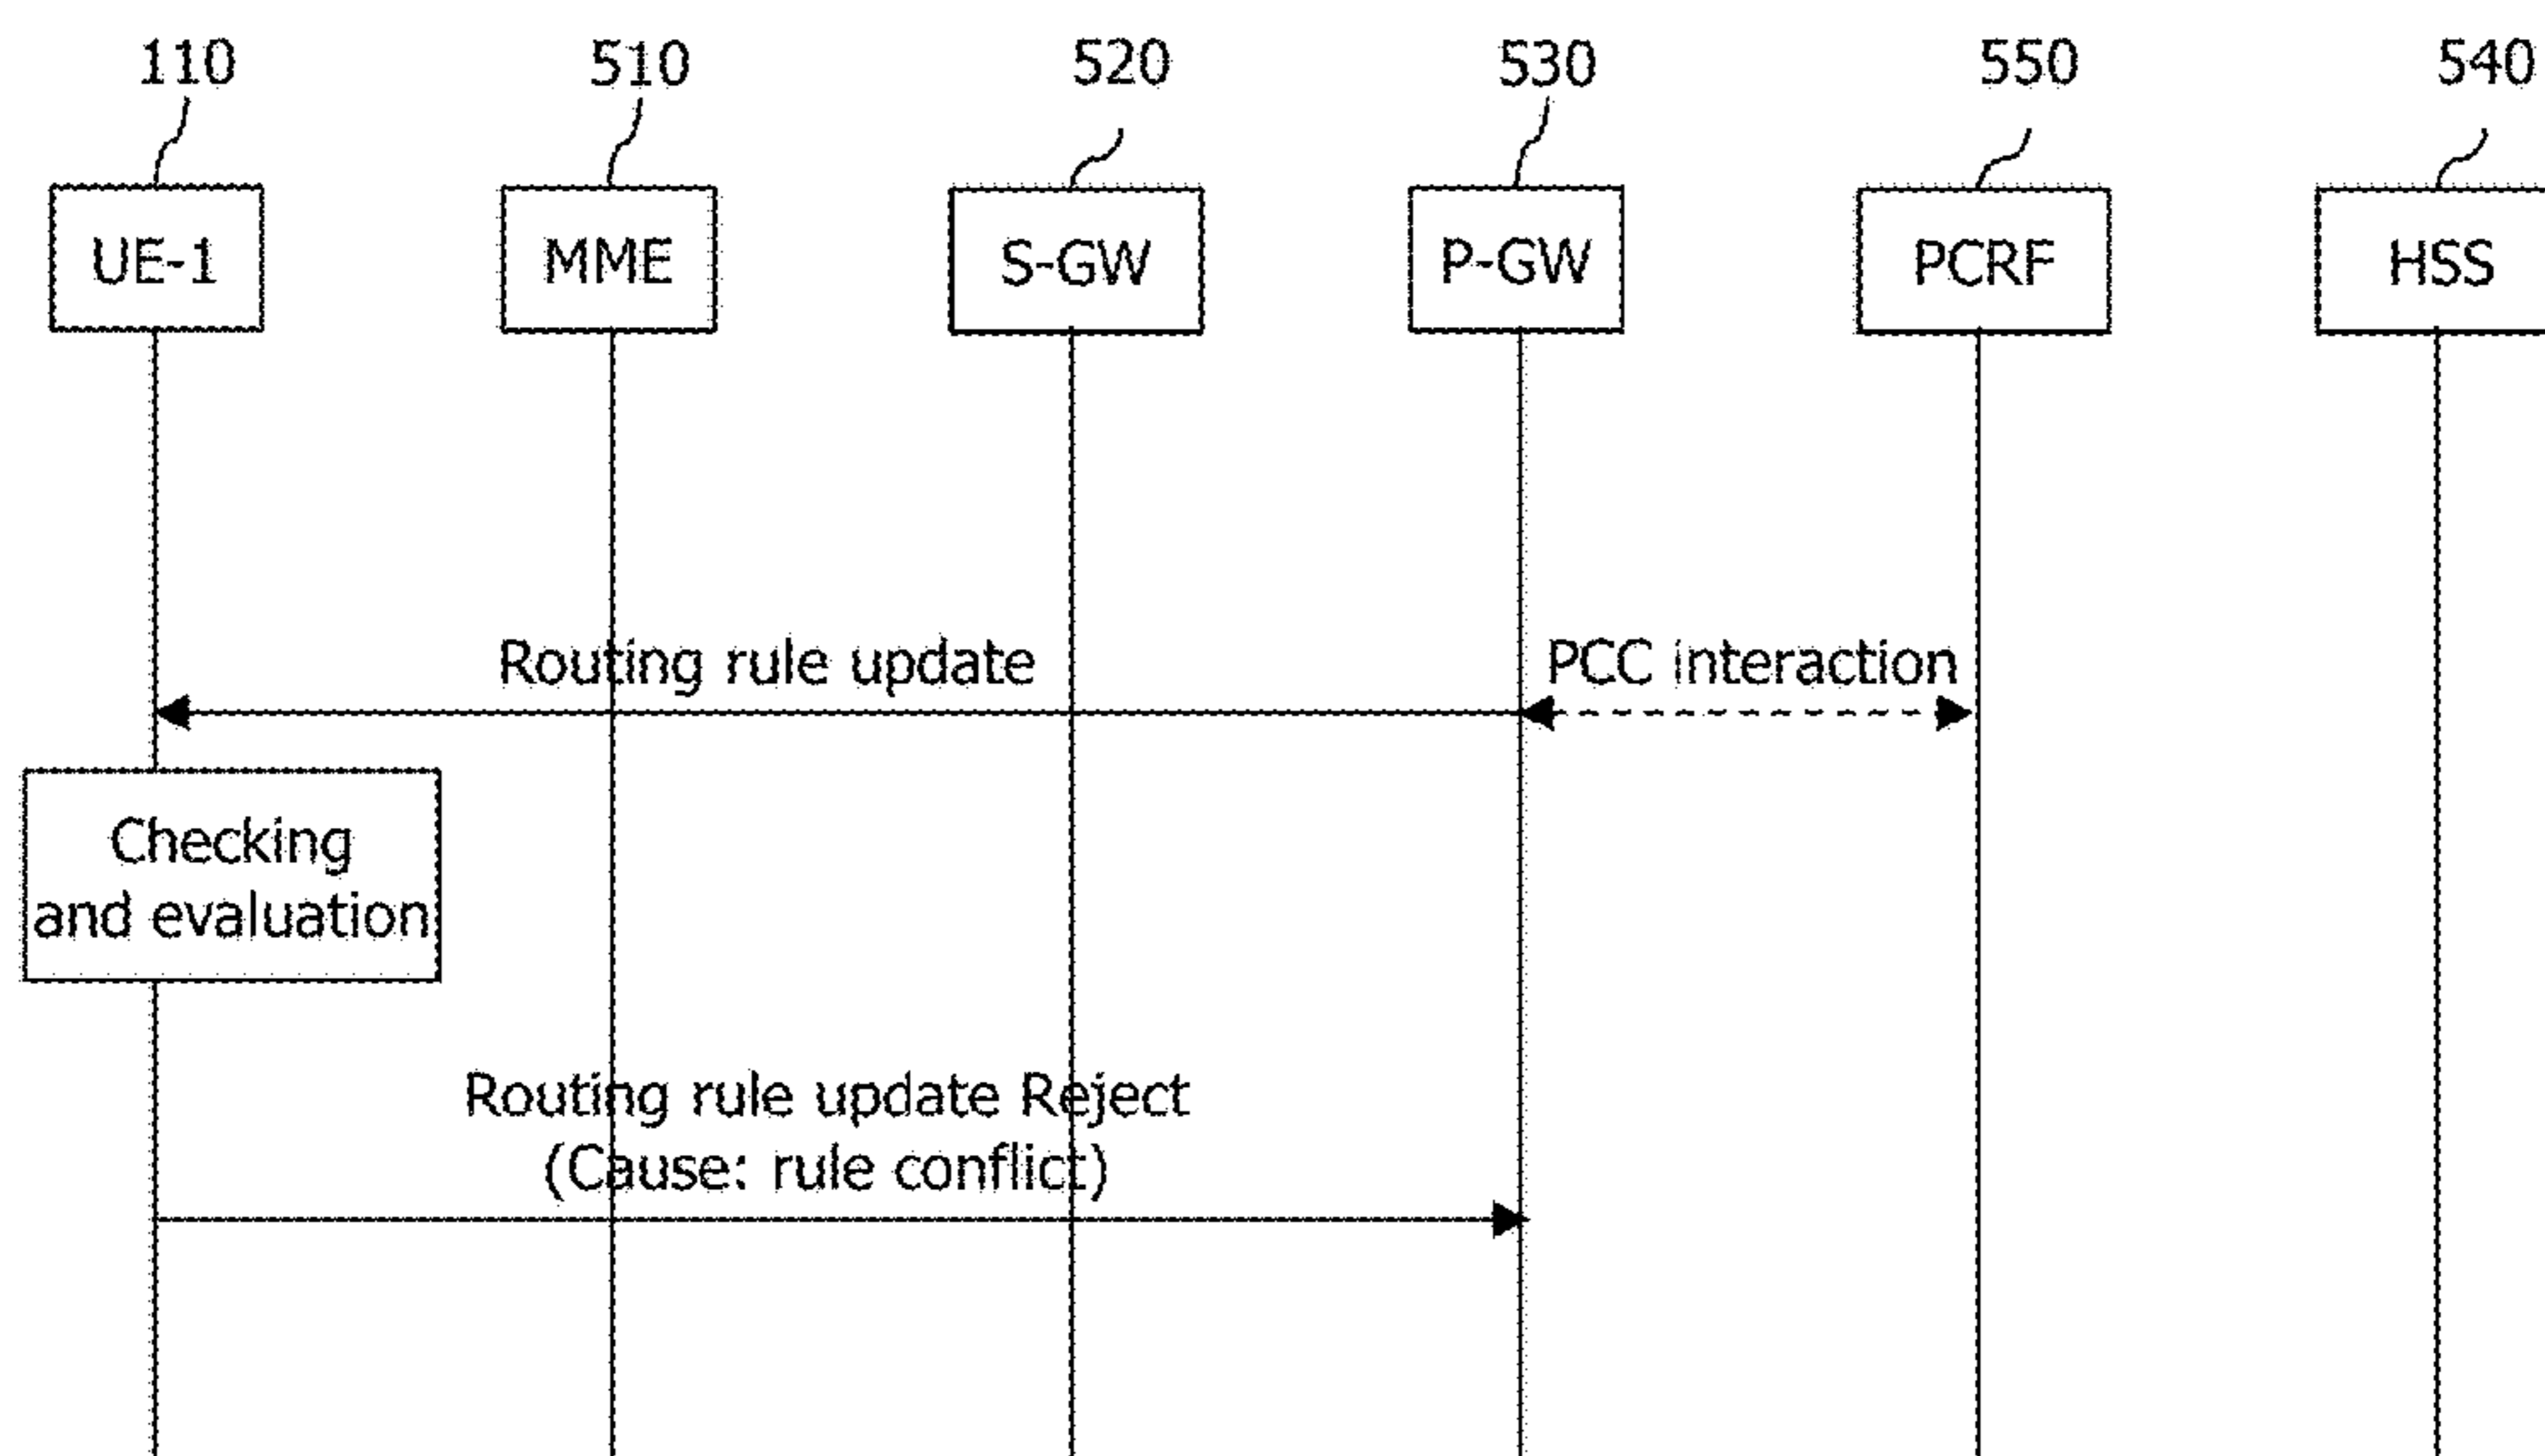 110 510 520 530 550 540
UE-1 MME S-GW P-GW PCRF HSS
Routing rule update PCC interaction
Checking
and evaluation
Routing rule update Reject
(Cause: rule conflict)